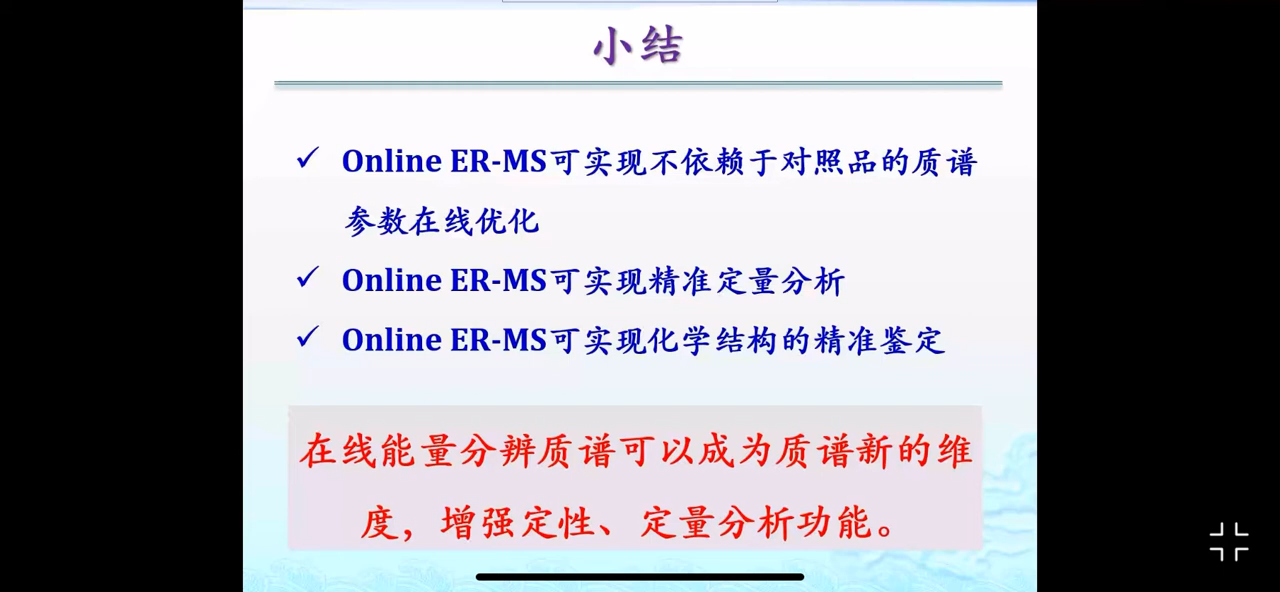 小结
Online ER-MS可实现不依赖于对照品的质谱
参数在线优化
Online ER-MS可实现精准定量分析
Online ER-MS可实现化学结构的精准鉴定
在线能量分辨质谱可以成为质谱新的维
度，增强定性、定量分析功能。